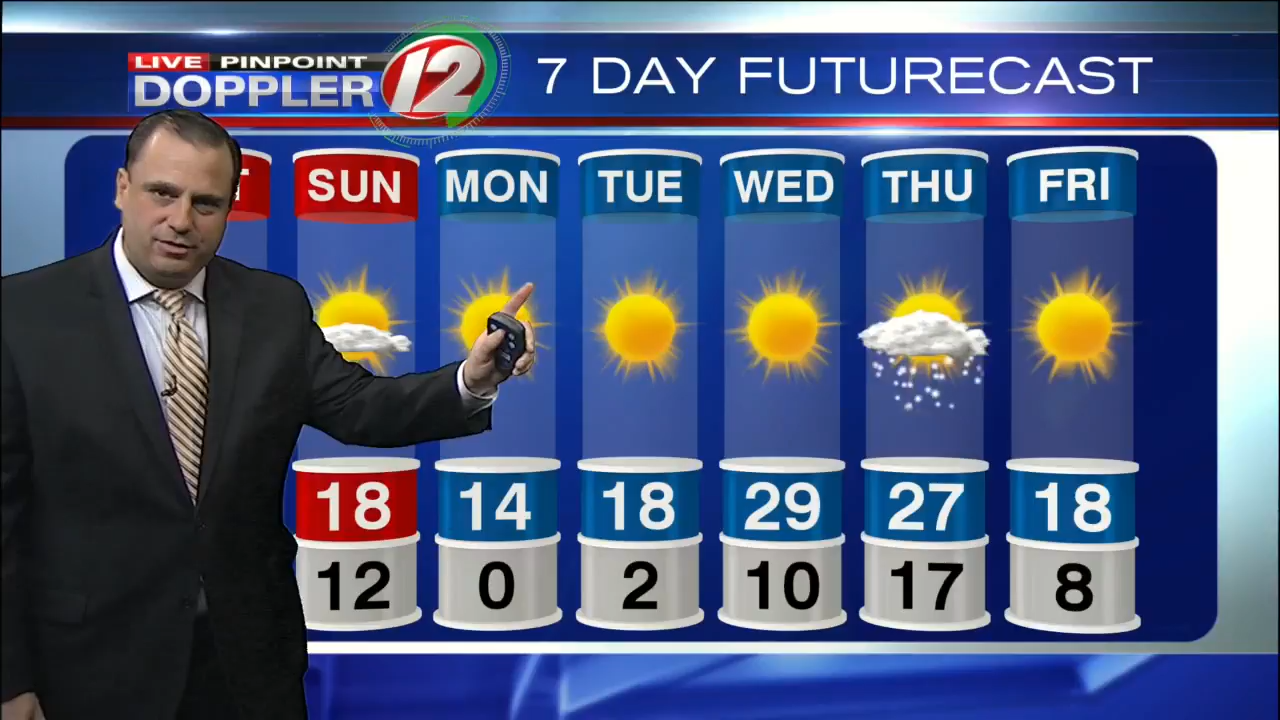 LIVE PINPOINT
DOPPLER 12
7 DAY FUTURECAST
T SUN MON TUE WED THU FRI
18 14 18 29 27 18
12 0 2 10 17 8